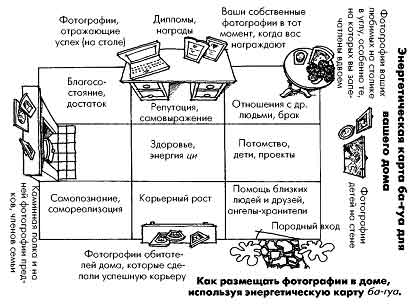 Фотографии,
отражающие
успех (на столе)
Дипломы,
награды
Ваши собственные
фотографии в тот
момент, когда вас
награждают
Фотографии ваших
любимых на столике
в углу, особенно те,
на которых вы запе-
чатлены вдвоем
Энергетическая карта ба-гуа для
вашего дома
Благосо-
стояние,
достаток
Репутация,
самовыражение
Отношения с др.
людьми, брак
Здоровье,
энергия ци
Потомство,
дети, проекты
Фотографии
детей на стене
Каминная полка и на
ней фотографии пред-
ков, членов семьи
Самопознание,
самореализация
Карьерный рост
Помощь близких
людей и друзей,
ангелы-хранители
Парадный вход
Фотографии обитате-
лей дома, которые сде-
лали успешную карьеру
Как размещать фотографии в доме,
используя энергетическую карту ба-гуа.